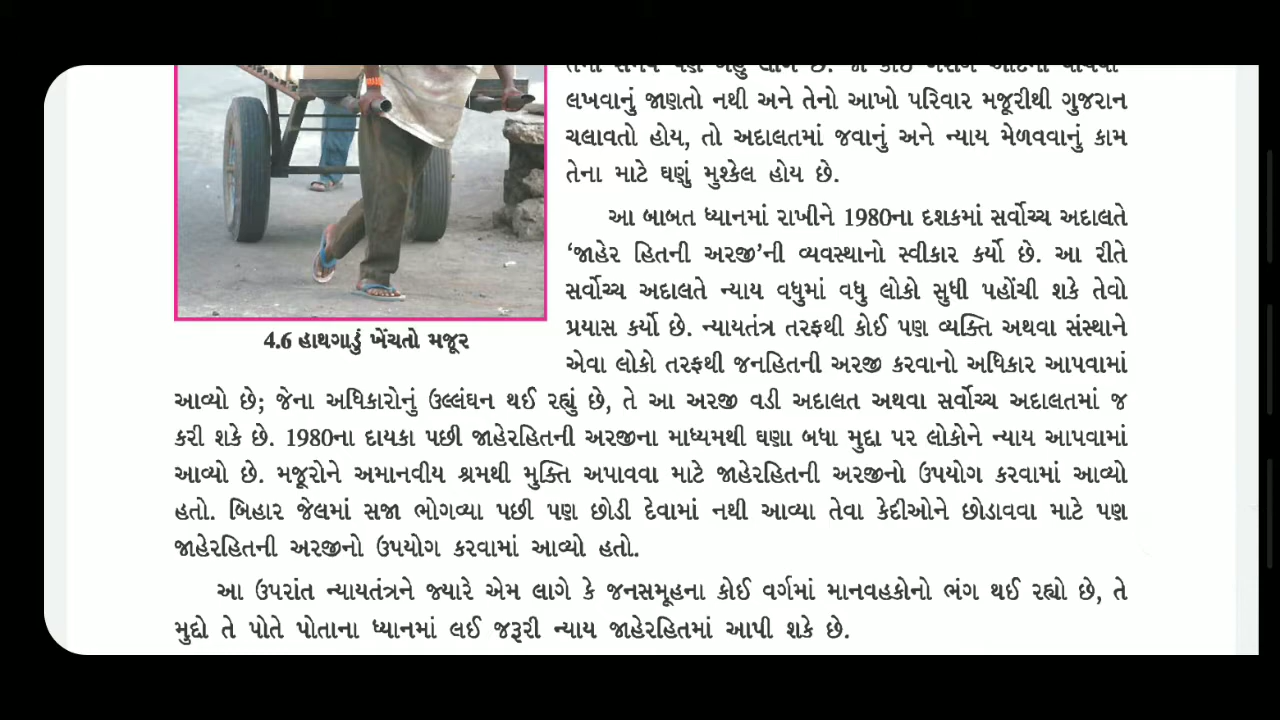 લખવાનું જાણતો નથી અને તેનો આખો પરિવાર મજૂરીથી ગુજરાન
ચલાવતો હોય, તો અદાલતમાં જવાનું અને ન્યાય મેળવવાનું કામ
તેના માટે ઘણું મુશ્કેલ હોય છે.
આ બાબત ધ્યાનમાં રાખીને 1980ના દશકમાં સર્વોચ્ચ અદાલતે
‘જાહેર હિતની અરજી’ની વ્યવસ્થાનો સ્વીકાર કર્યો છે. આ રીતે
સર્વોચ્ચ અદાલતે ન્યાય વધુમાં વધુ લોકો સુધી પહોંચી શકે તેવો
પ્રયાસ કર્યો છે. ન્યાયતંત્ર તરફથી કોઈ પણ વ્યક્તિ અથવા સંસ્થાને
એવા લોકો તરફથી જનહિતની અરજી કરવાનો અધિકાર આપવામાં
4.6 હાથગાડું ખેંચતો મજૂર
આવ્યો છે; જેના અધિકારોનું ઉલ્લંઘન થઈ રહ્યું છે, તે આ અરજી વડી અદાલત અથવા સર્વોચ્ચ અદાલતમાં જ
કરી શકે છે. 1980ના દાયકા પછી જાહેરહિતની અરજીના માધ્યમથી ઘણા બધા મુદ્દા પર લોકોને ન્યાય આપવામાં
આવ્યો છે. મજૂરોને અમાનવીય શ્રમથી મુક્તિ અપાવવા માટે જાહેરહિતની અરજીનો ઉપયોગ કરવામાં આવ્યો
હતો. બિહાર જેલમાં સજા ભોગવ્યા પછી પણ છોડી દેવામાં નથી આવ્યા તેવા કેદીઓને છોડાવવા માટે પણ
જાહેરહિતની અરજીનો ઉપયોગ કરવામાં આવ્યો હતો.
આ ઉપરાંત ન્યાયતંત્રને જ્યારે એમ લાગે કે જનસમૂહના કોઈ વર્ગમાં માનવહકોનો ભંગ થઈ રહ્યો છે, તે
મુદ્દો તે પોતે પોતાના ધ્યાનમાં લઈ જરૂરી ન્યાય જાહેરહિતમાં આપી શકે છે.